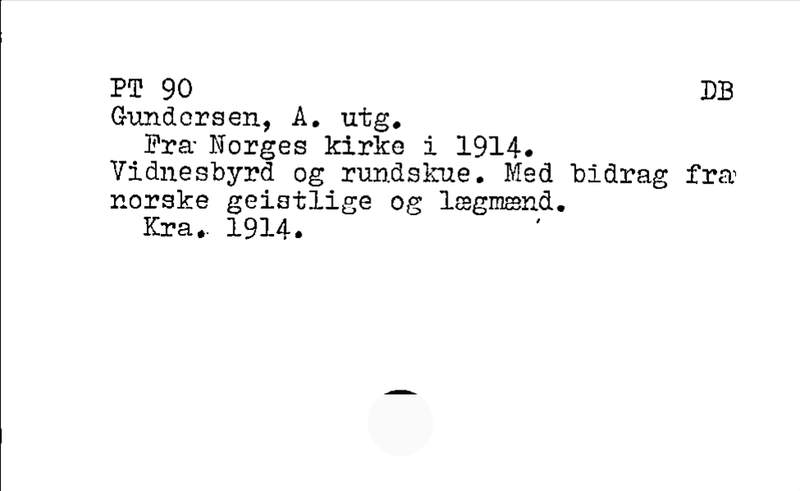 PT 90 DB
Gundersen, A. utg.
Fra Norges kirke i 1914.
Vidnesbyrd og rundskue. Med bidrag fra
norske geistlige og lægmænd.
Kra. 1914.